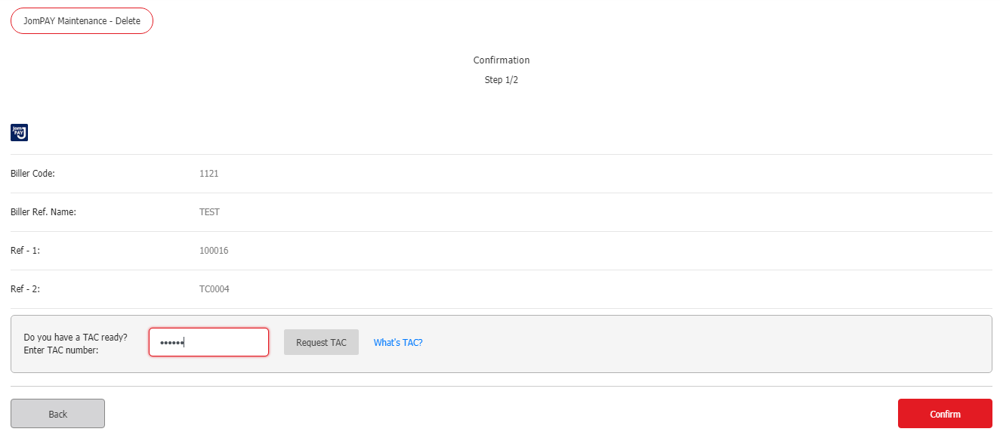 JomPAY Maintenance - Delete
Confirmation
Step 1/2
Jom
PAY
Biller Code: 1121
Biller Ref. Name: TEST
Ref - 1: 100016
Ref - 2: TC0004
Do you have a TAC ready?
Enter TAC number: •••••• Request TAC What's TAC?
Back Confirm